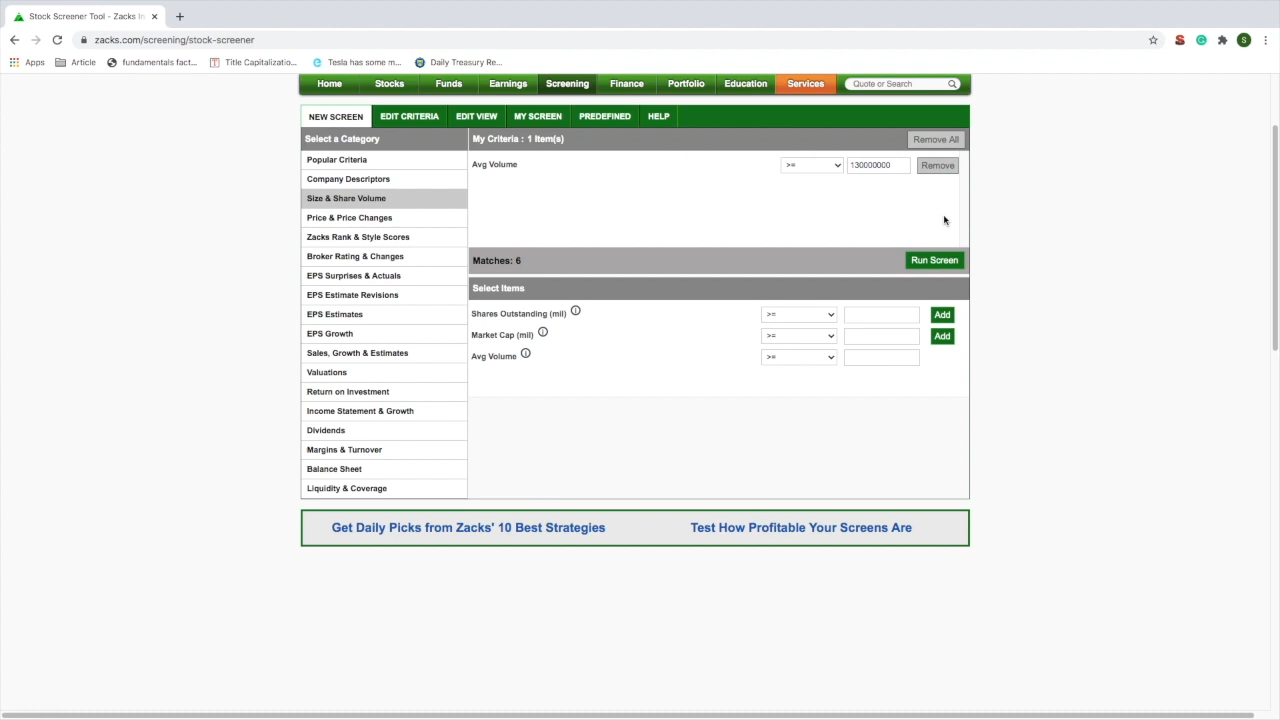 Stock Screener Tool - Zacks In
zacks.com/screening/stock-screener
S
Apps Article fundamentals fact... Title Capitalizatio... Tesla has some m... Daily Treasury Re...
Home Stocks Funds Earnings Screening Finance Portfolio Education Services Quote or Search
NEW SCREEN EDIT CRITERIA EDIT VIEW MY SCREEN PREDEFINED HELP
Select a Category
My Criteria : 1 Item(s) Remove All
Popular Criteria
Company Descriptors
Size & Share Volume
Price & Price Changes
Zacks Rank & Style Scores
Broker Rating & Changes
EPS Surprises & Actuals
EPS Estimate Revisions
EPS Estimates
EPS Growth
Sales, Growth & Estimates
Valuations
Return on Investment
Income Statement & Growth
Dividends
Margins & Turnover
Balance Sheet
Liquidity & Coverage
Avg Volume >= 130000000 Remove
Matches: 6 Run Screen
Select Items
Shares Outstanding (mil) >= Add
Market Cap (mil) >= Add
Avg Volume >=
Get Daily Picks from Zacks' 10 Best Strategies Test How Profitable Your Screens Are